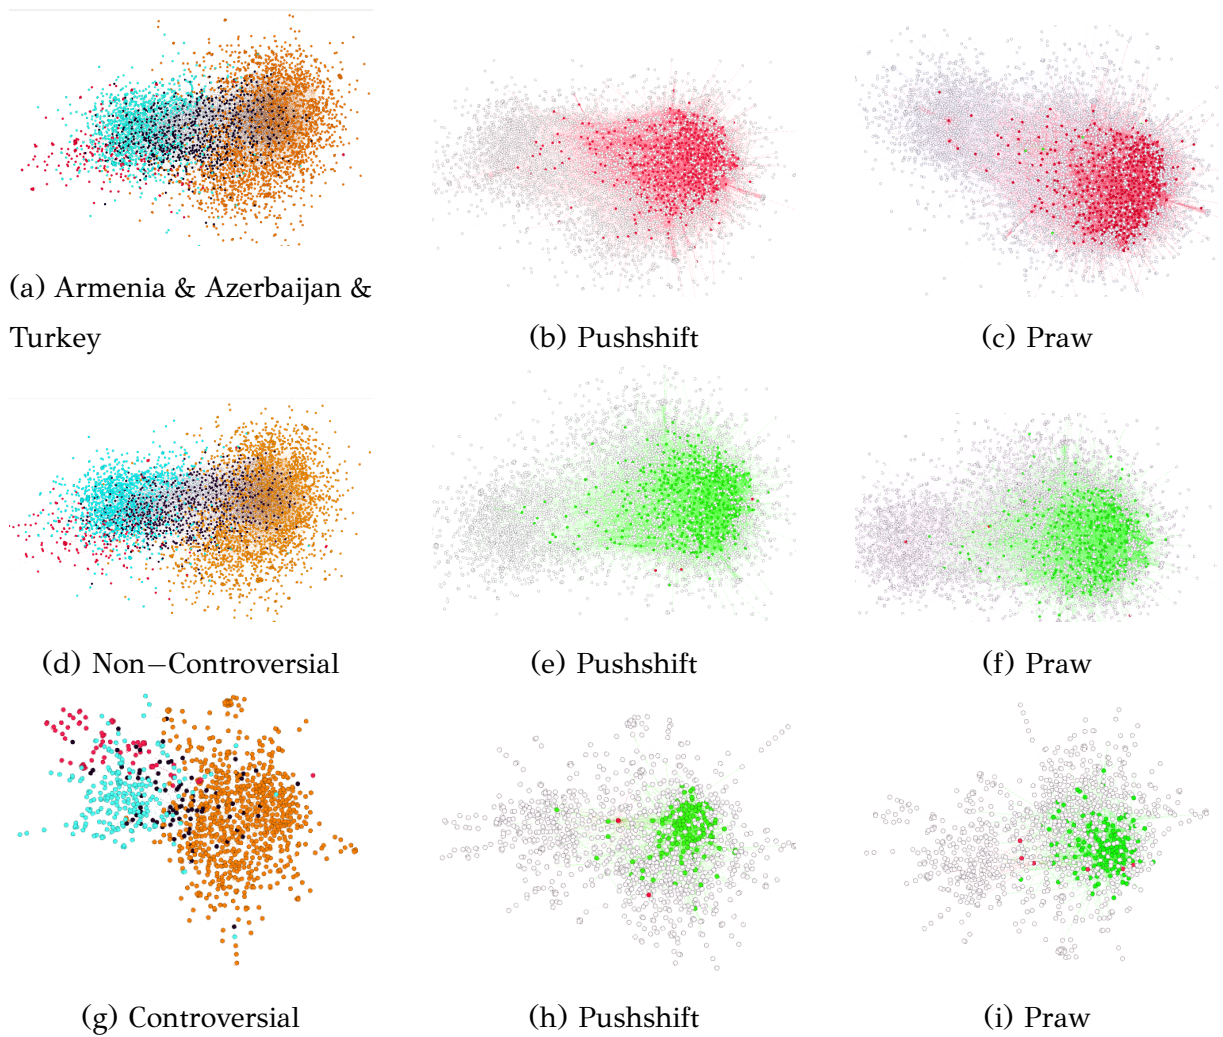 (a) Armenia & Azerbaijan &
Turkey
(b) Pushshift
(c) Praw
(d) Non−Controversial
(e) Pushshift
(f) Praw
(g) Controversial
(h) Pushshift
(i) Praw